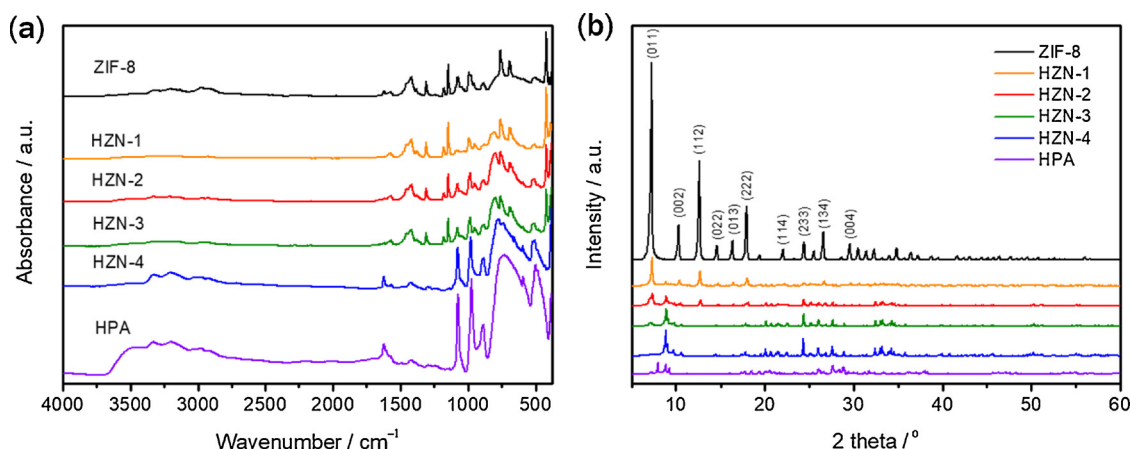 (a)
ZIF-8
HZN-1
HZN-2
HZN-3
HZN-4
HPA
Absorbance / a.u.
4000 3500 3000 2500 2000 1500 1000 500
Wavenumber / cm⁻¹
(b)
(011)
(002)
(112)
(022)
(013)
(222)
(114)
(233)
(134)
(004)
ZIF-8
HZN-1
HZN-2
HZN-3
HZN-4
HPA
Intensity / a.u.
10 20 30 40 50 60
2 theta / °